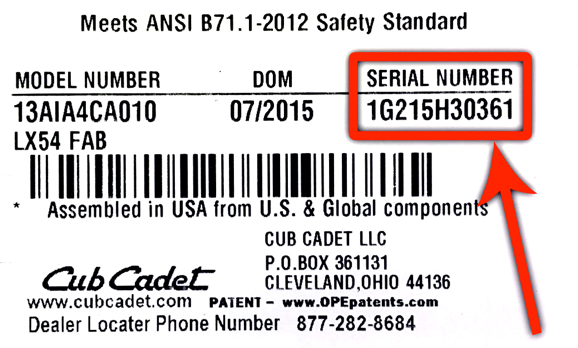 Meets ANSI B71.1-2012 Safety Standard
MODEL NUMBER DOM SERIAL NUMBER
13AIA4CA010 07/2015 1G215H30361
LX54 FAB
* Assembled in USA from U.S. & Global components
CUB CADET LLC
P.O.BOX 361131
Cub Cadet CLEVELAND,OHIO 44136
www.cubcadet.com PATENT - www.OPEpatents.com
Dealer Locater Phone Number 877-282-8684